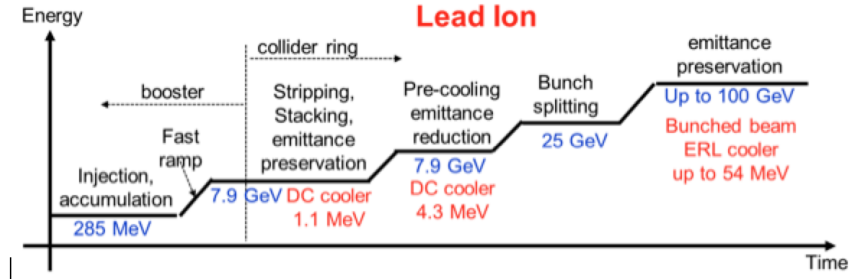 Energy
Lead Ion
collider ring
booster
Fast
ramp
Injection,
accumulation
285 MeV
Stripping,
Stacking,
emittance
preservation
7.9 GeV DC cooler
1.1 MeV
Pre-cooling
emittance
reduction
7.9 GeV
DC cooler
4.3 MeV
Bunch
splitting
25 GeV
emittance
preservation
Up to 100 GeV
Bunched beam
ERL cooler
up to 54 MeV
Time